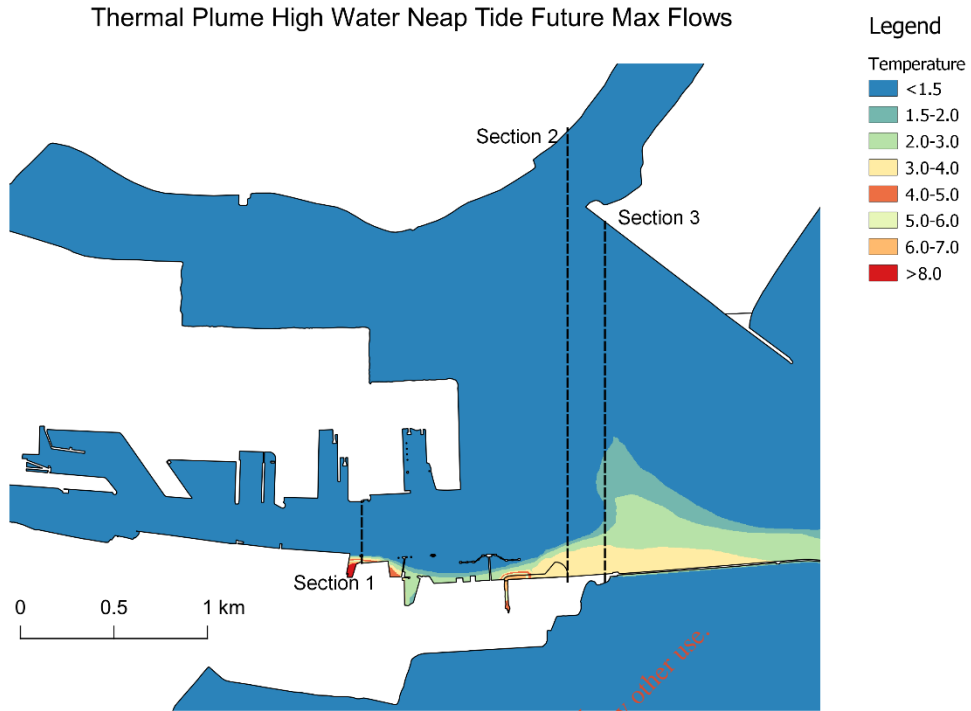 Thermal Plume High Water Neap Tide Future Max Flows
Legend
Temperature
<1.5
1.5-2.0
2.0-3.0
3.0-4.0
4.0-5.0
5.0-6.0
6.0-7.0
>8.0
Section 2
Section 3
Section 1
0 0.5 1 km
other use.